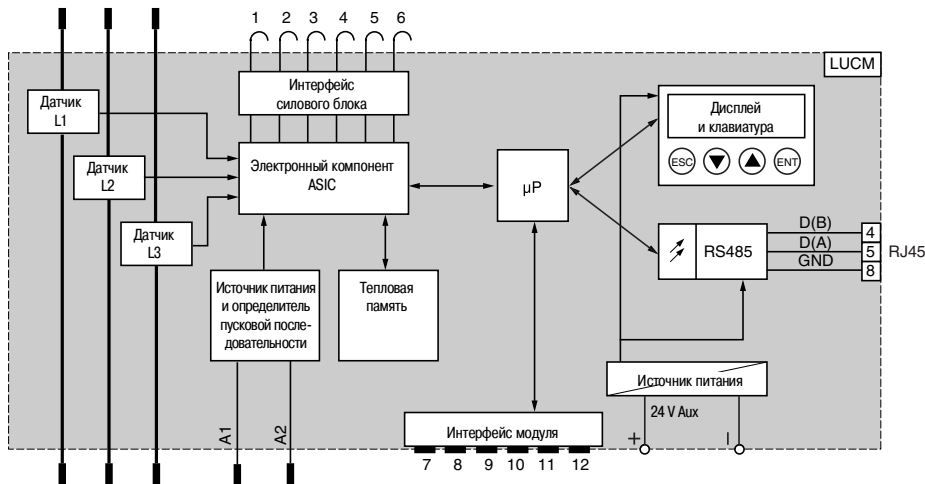 1 2 3 4 5 6
LUCM
Интерфейс
силового блока
Датчик
L1
Дисплей
и клавиатура
ESC
ENT
Электронный компонент
ASIC
Датчик
L2
µP
Датчик
L3
RS485
D(B)
D(A)
GND
4
5
8
RJ45
Источник питания
и определитель
пусковой после-
довательности
Тепловая
память
Источник питания
24 V Aux
+ –
A1
A2
Интерфейс модуля
7 8 9 10 11 12